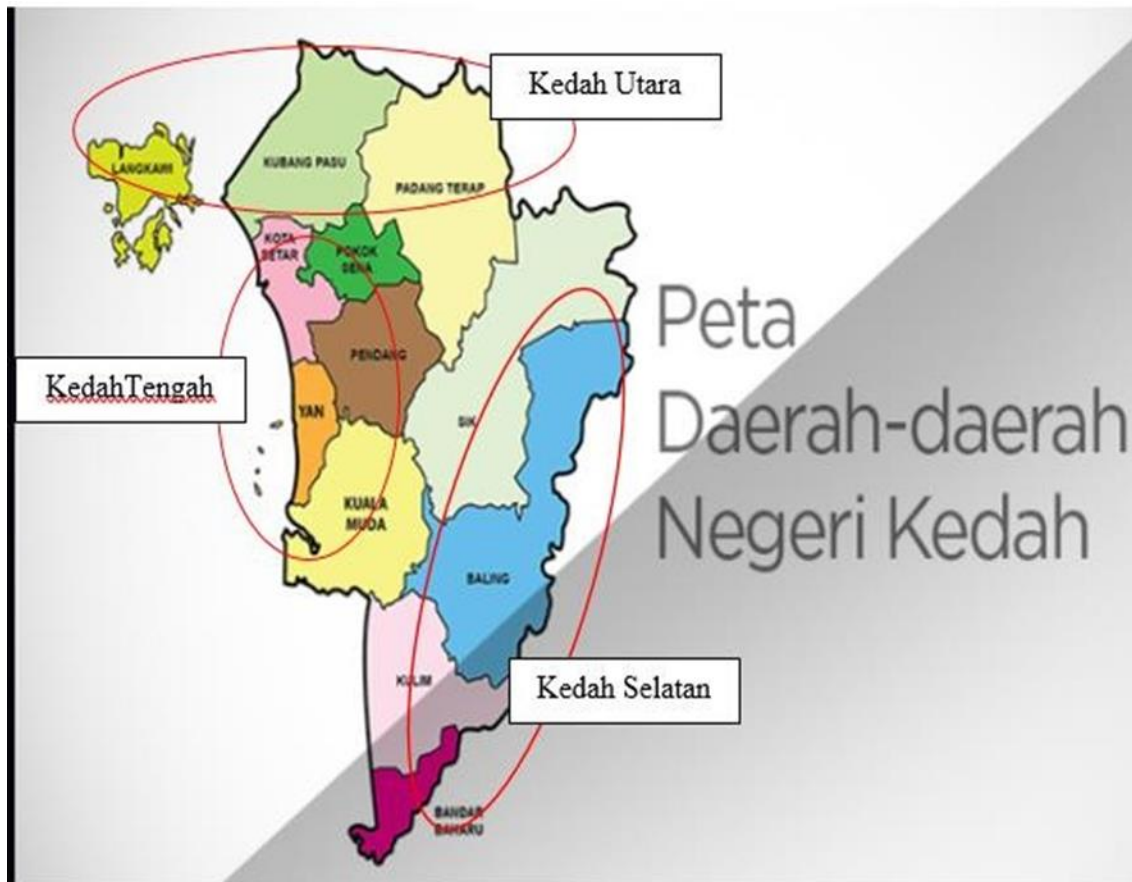 Kedah Utara
LANGKAWI
KUBANG PASU
PADANG TERAP
KOTA
SETAR
POKOK
SENA
KedahTengah
PENDANG
YAN
SIK
KUALA
MUDA
BALING
KULIM
Kedah Selatan
BANDAR
BAHARU
Peta
Daerah-daerah
Negeri Kedah